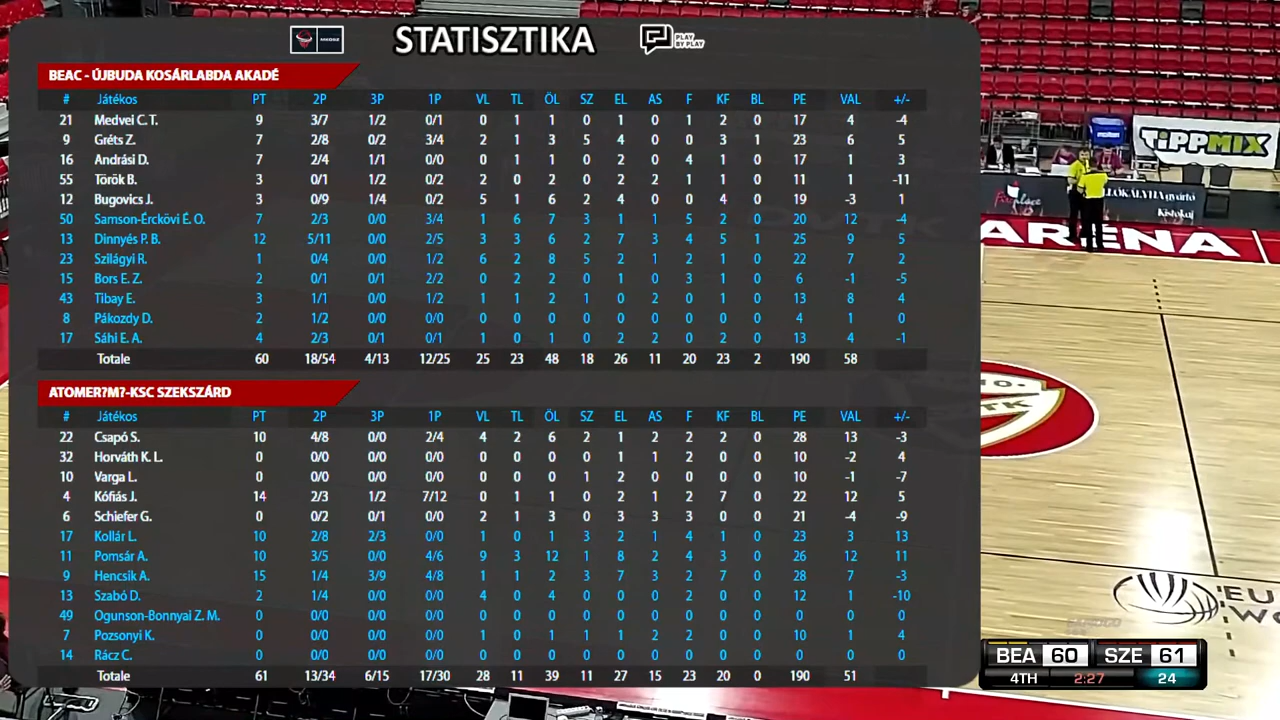 MKOSZ
STATISZTIKA
PLAY BY PLAY
BEAC - ÚJBUDA KOSÁRLABDA AKADÉ
# Játékos PT 2P 3P 1P VL TL ÖL SZ EL AS F KF BL PE VAL +/-
21 Medvei C. T. 9 3/7 1/2 0/1 0 1 1 0 1 0 1 2 0 17 4 -4
9 Gréts Z. 7 2/8 0/2 3/4 2 1 3 5 4 0 0 3 1 23 6 5
16 Andrási D. 7 2/4 1/1 0/0 0 1 1 0 2 0 4 1 0 17 1 3
55 Török B. 3 0/1 1/2 0/2 2 0 2 0 2 2 1 1 0 11 1 -11
12 Bugovics J. 3 0/9 1/4 0/2 5 1 6 2 4 0 0 4 0 19 -3 1
50 Samson-Érckövi É. O. 7 2/3 0/0 3/4 1 6 7 3 1 1 5 2 0 20 12 -4
13 Dinnyés P. B. 12 5/11 0/0 2/5 3 3 6 2 7 3 4 5 1 25 9 5
23 Szilágyi R. 1 0/4 0/0 1/2 6 2 8 5 2 1 2 1 0 22 7 2
15 Bors E. Z. 2 0/1 0/1 2/2 0 2 2 0 1 0 3 1 0 6 -1 -5
43 Tibay E. 3 1/1 0/0 1/2 1 1 2 1 0 2 0 1 0 13 8 4
8 Pákozdy D. 2 1/2 0/0 0/0 0 0 0 0 0 0 0 0 0 4 1 0
17 Sáhi E. A. 4 2/3 0/1 0/1 1 0 1 0 2 2 0 2 0 13 4 -1
Totale 60 18/54 4/13 12/25 25 23 48 18 26 11 20 23 2 190 58
ATOMER?M?-KSC SZEKSZÁRD
# Játékos PT 2P 3P 1P VL TL ÖL SZ EL AS F KF BL PE VAL +/-
22 Csapó S. 10 4/8 0/0 2/4 4 2 6 2 1 2 2 2 0 28 13 -3
32 Horváth K. L. 0 0/0 0/0 0/0 0 0 0 0 1 1 2 0 0 10 -2 4
10 Varga L. 0 0/0 0/0 0/0 0 0 0 1 2 0 0 0 0 10 -1 -7
4 Kófiás J. 14 2/3 1/2 7/12 0 1 1 0 2 1 2 7 0 22 12 5
6 Schiefer G. 0 0/2 0/1 0/0 2 1 3 0 3 3 3 0 0 21 -4 -9
17 Kollár L. 10 2/8 2/3 0/0 1 0 1 3 2 1 4 1 0 23 3 13
11 Pomsár A. 10 3/5 0/0 4/6 9 3 12 1 8 2 4 3 0 26 12 11
9 Hencsik A. 15 1/4 3/9 4/8 1 1 2 3 7 3 2 7 0 28 7 -3
13 Szabó D. 2 1/4 0/0 0/0 4 0 4 0 0 0 2 0 0 12 1 -10
49 Ogunson-Bonnyai Z. M. 0 0/0 0/0 0/0 0 0 0 0 0 0 0 0 0 0 0 0
7 Pozsonyi K. 0 0/0 0/0 0/0 1 0 1 1 1 2 2 0 0 10 1 4
14 Rácz C. 0 0/0 0/0 0/0 0 0 0 0 0 0 0 0 0 0 0 0
Totale 61 13/34 6/15 17/30 28 11 39 11 27 15 23 20 0 190 51
TiPPMIX
ARÉNA
BEA 60 SZE 61
4TH 2:27 24